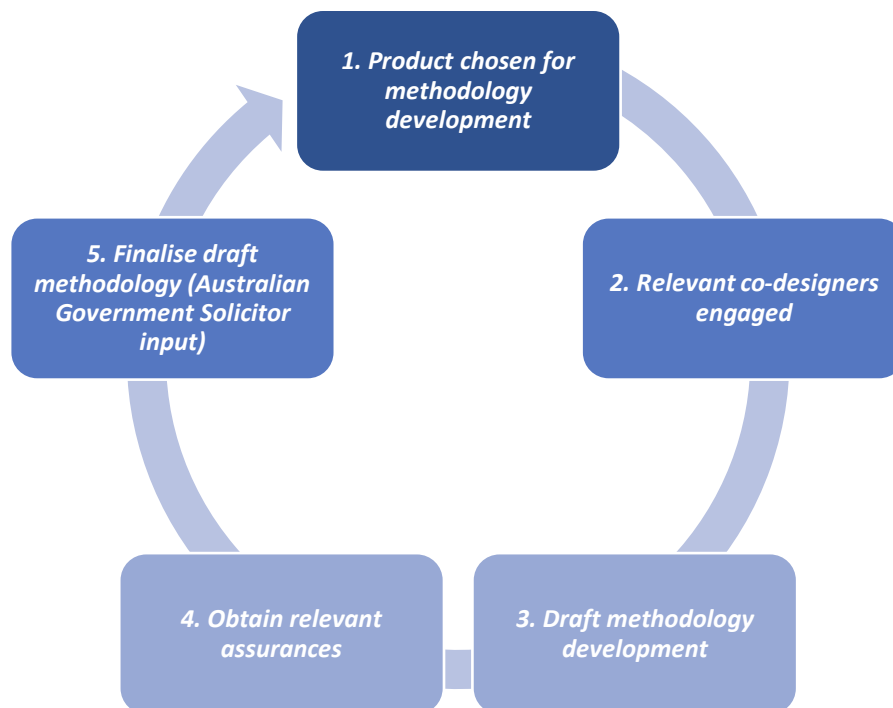 1. Product chosen for
methodology
development
2. Relevant co-designers
engaged
3. Draft methodology
development
4. Obtain relevant
assurances
5. Finalise draft
methodology (Australian
Government Solicitor
input)